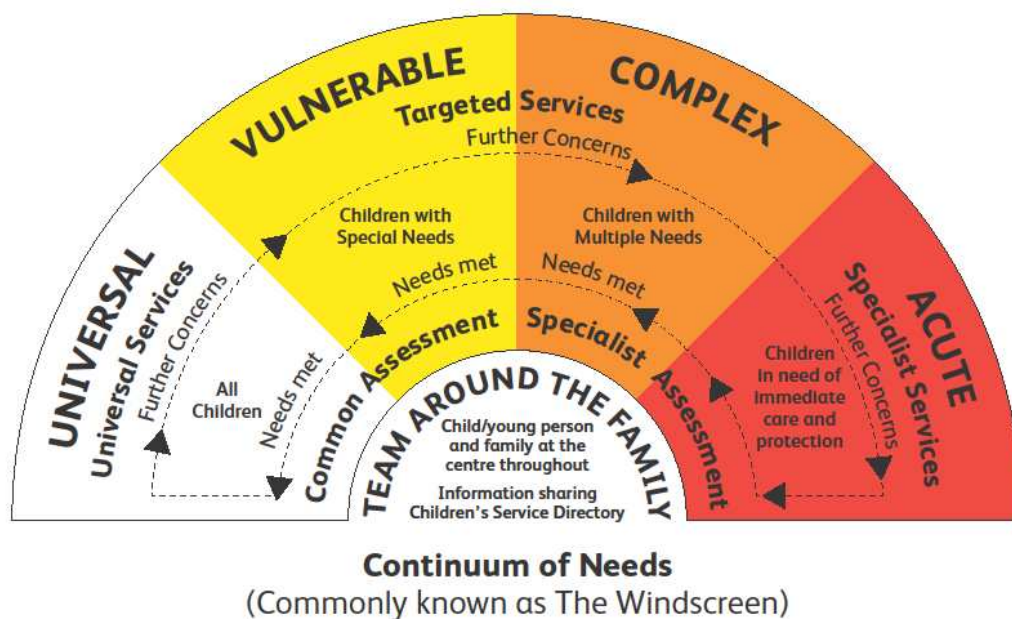 UNIVERSAL
Universal Services
Further Concerns
All
Children
Needs met
VULNERABLE
COMPLEX
Targeted Services
Further Concerns
Children with
Special Needs
Needs met
Children with
Multiple Needs
Needs met
ACUTE
Specialist Services
Further Concerns
Children
In need of
immediate
care and
protection
Common Assessment
Specialist Assessment
TEAM AROUND THE FAMILY
Child/young person
and family at the
centre throughout
Information sharing
Children's Service Directory
Continuum of Needs
(Commonly known as The Windscreen)